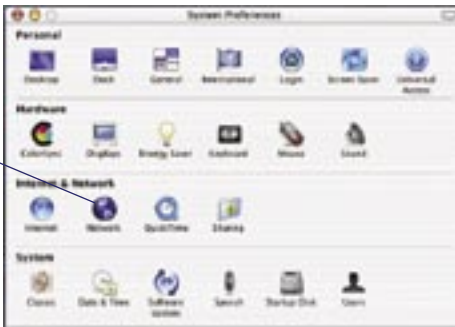 System Preferences
Personal
Desktop Dock General International Login Screen Saver Universal Access
Hardware
ColorSync Displays Energy Saver Keyboard Mouse Sound
Internet & Network
Internet Network QuickTime Sharing
System
Classic Date & Time Software Update Speech Startup Disk Users